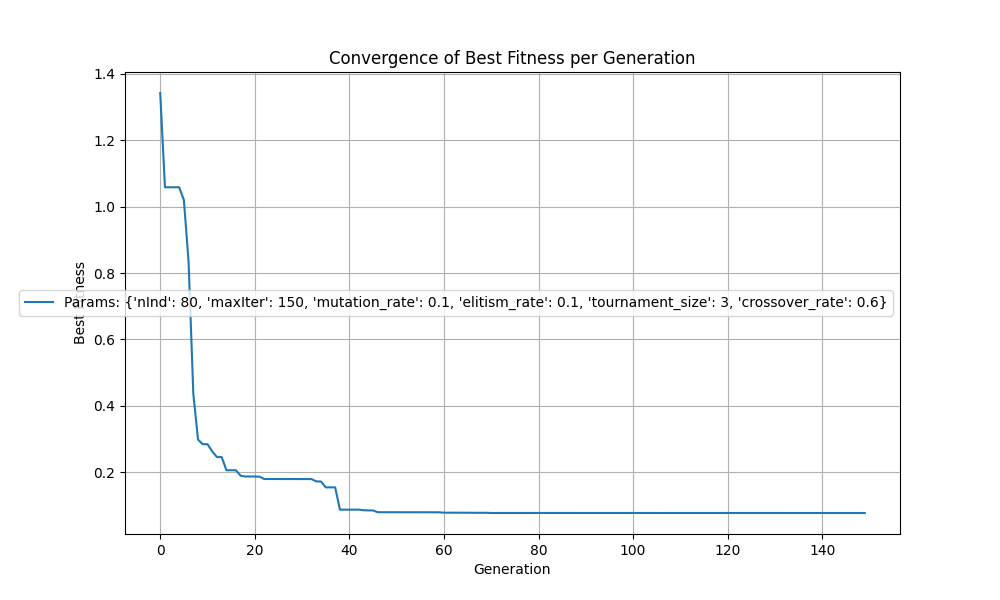 Convergence of Best Fitness per Generation
1.4
1.2
1.0
0.8
0.6
0.4
0.2
Best
ness
Params: {'nInd': 80, 'maxIter': 150, 'mutation_rate': 0.1, 'elitism_rate': 0.1, 'tournament_size': 3, 'crossover_rate': 0.6}
0 20 40 60 80 100 120 140
Generation